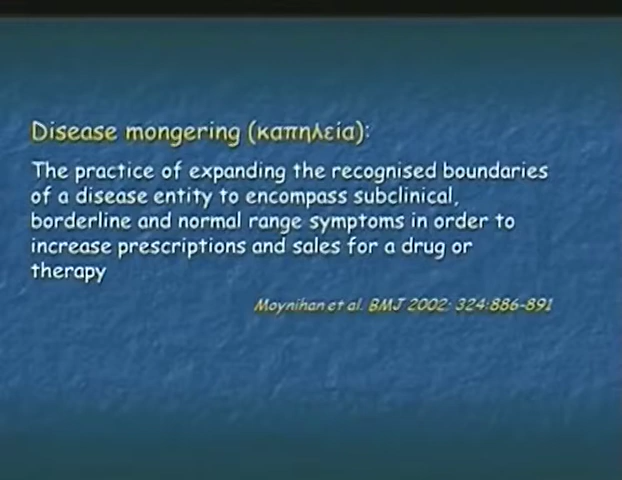 Disease mongering (καπηλεία):
The practice of expanding the recognised boundaries
of a disease entity to encompass subclinical,
borderline and normal range symptoms in order to
increase prescriptions and sales for a drug or
therapy
Moynihan et al. BMJ 2002; 324:886-891